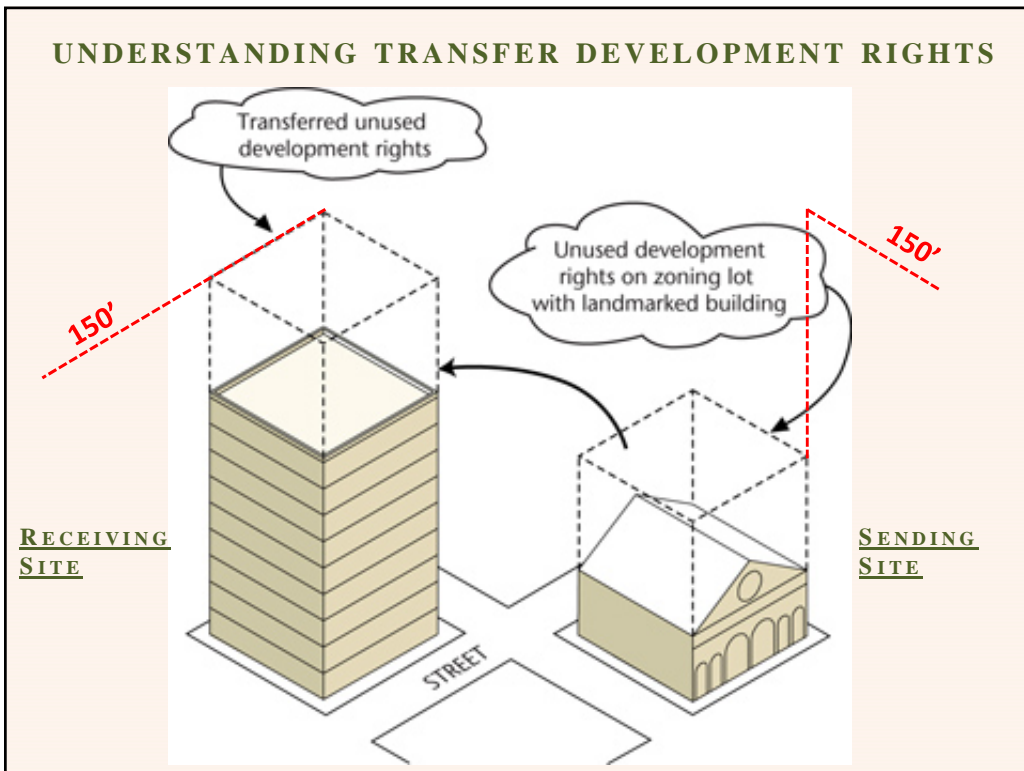 UNDERSTANDING TRANSFER DEVELOPMENT RIGHTS
Transferred unused
development rights
150'
Unused development
rights on zoning lot
with landmarked building
150'
RECEIVING
SITE
SENDING
SITE
STREET